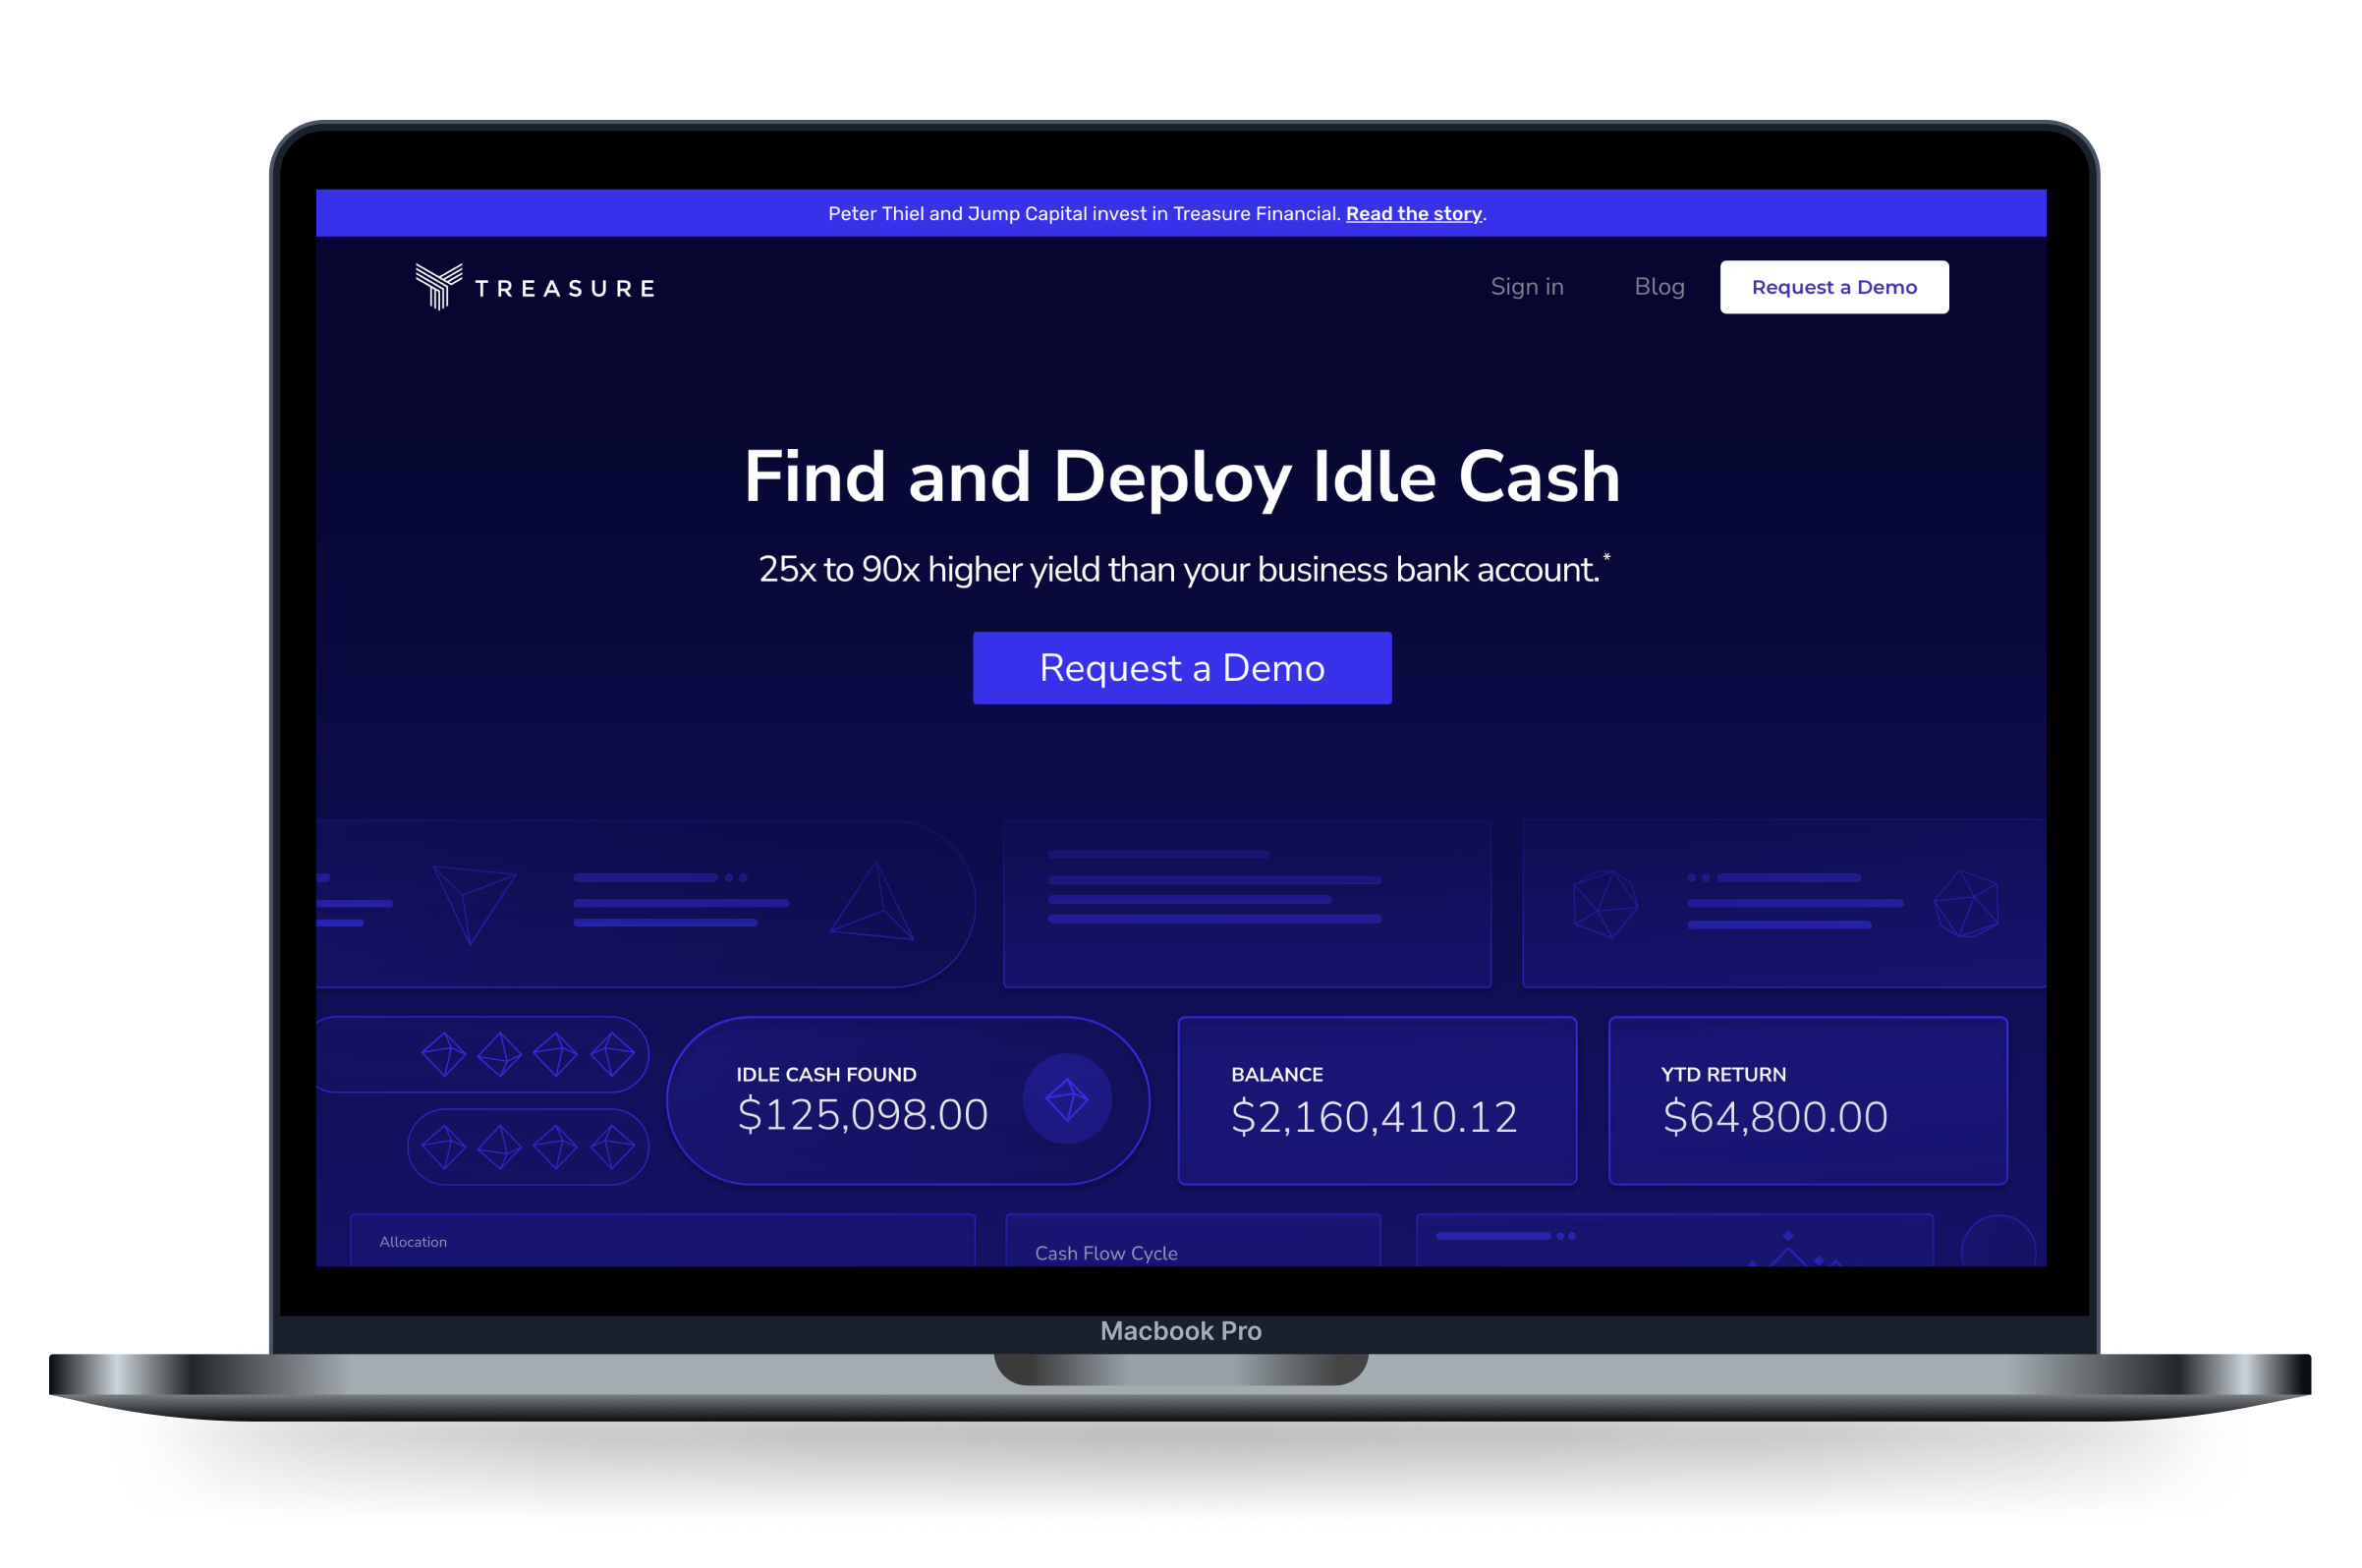 Peter Thiel and Jump Capital invest in Treasure Financial. Read the story.
TREASURE
Sign in
Blog
Request a Demo
Find and Deploy Idle Cash
25x to 90x higher yield than your business bank account.*
Request a Demo
IDLE CASH FOUND
$125,098.00
BALANCE
$2,160,410.12
YTD RETURN
$64,800.00
Allocation
Cash Flow Cycle
Macbook Pro